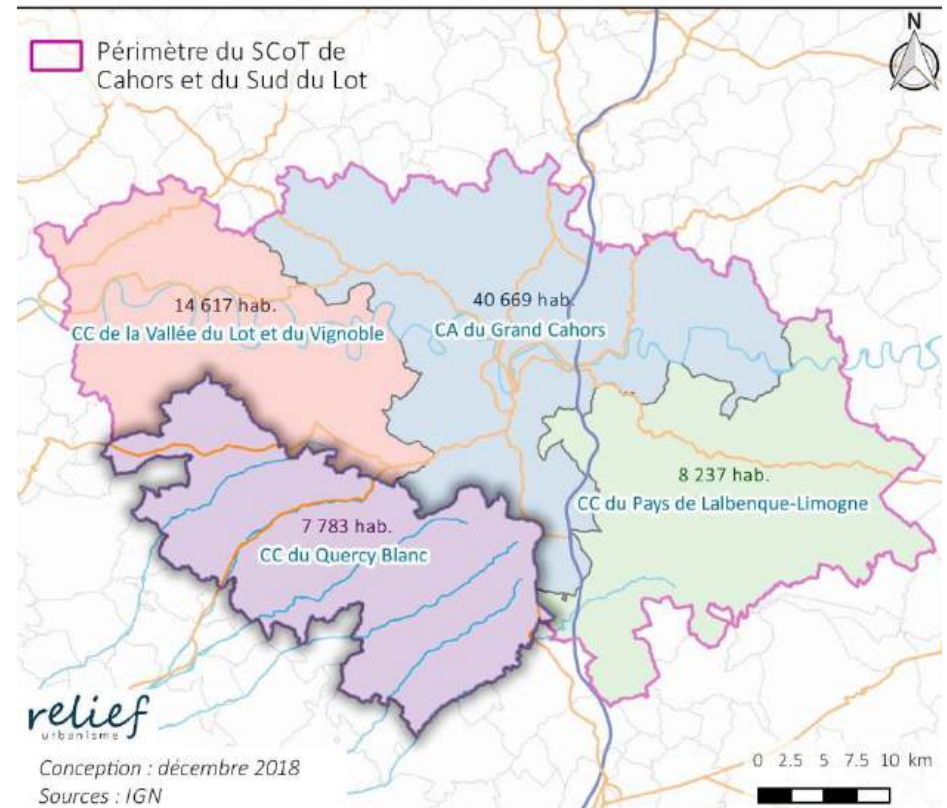 Périmètre du SCoT de
Cahors et du Sud du Lot
N
14 617 hab.
CC de la Vallée du Lot et du Vignoble
40 669 hab.
CA du Grand Cahors
8 237 hab.
CC du Pays de Lalbenque-Limogne
7 783 hab.
CC du Quercy Blanc
relief
urbanisme
Conception : décembre 2018
Sources : IGN
0 2.5 5 7.5 10 km